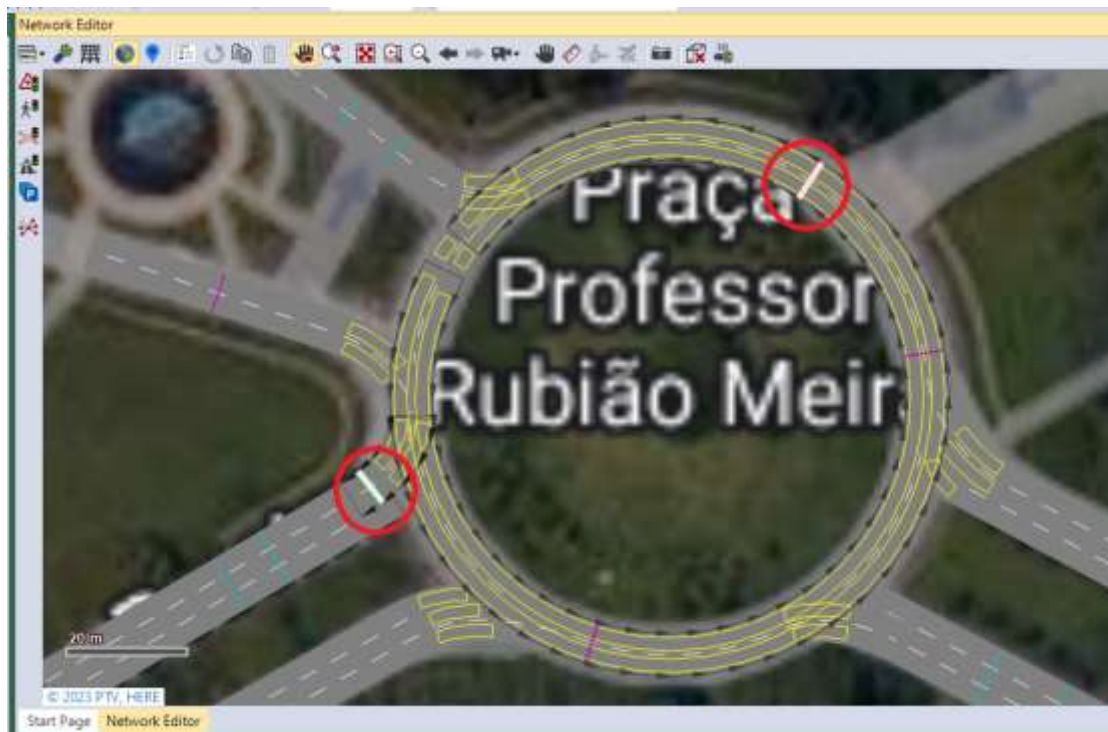 Network Editor
Praça
Professor
Rubião Meir
20 m
© 2023 PTV, HERE
Start Page Network Editor